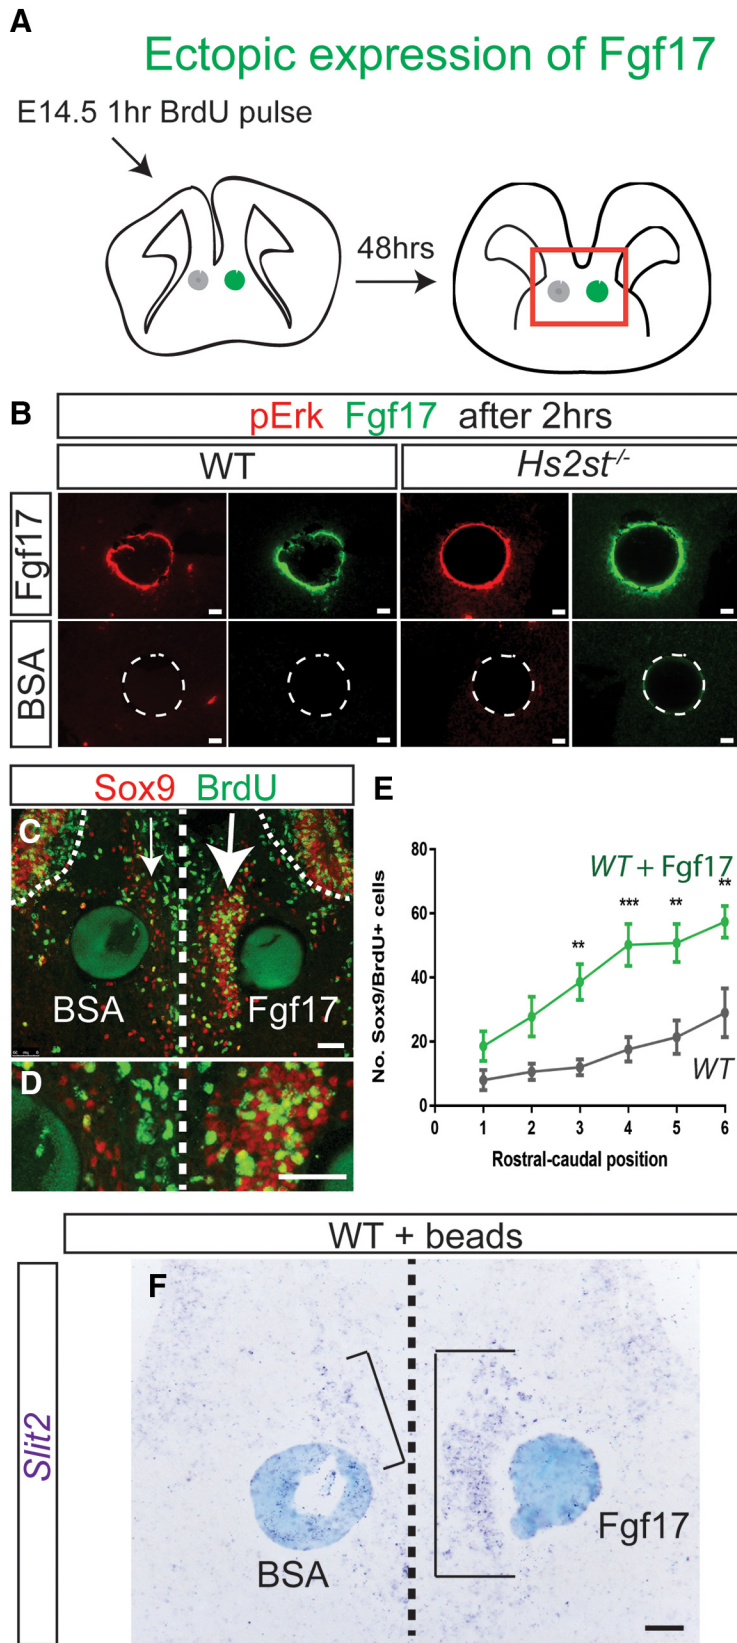 A
Ectopic expression of Fgf17
E14.5 1hr BrdU pulse
48hrs
B
pErk Fgf17 after 2hrs
WT
Hs2st-/-
Fgf17
BSA
Sox9 BrdU
C
BSA
Fgf17
D
E
No. Sox9/BrdU+ cells
80
60
40
20
0
WT + Fgf17
**
***
**
**
WT
0 1 2 3 4 5 6
Rostral-caudal position
WT + beads
Slit2
F
BSA
Fgf17